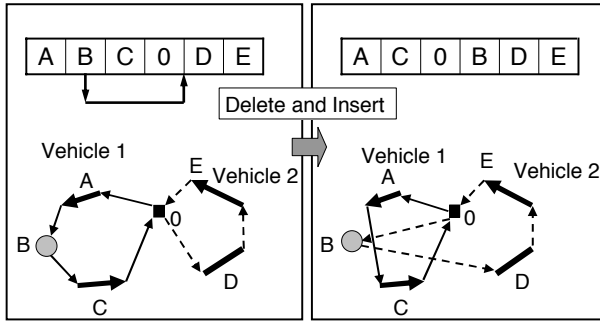 A B C 0 D E
A C 0 B D E
Delete and Insert
Vehicle 1
A
B
C
0
E
Vehicle 2
D
Vehicle 1
A
B
C
0
E
Vehicle 2
D